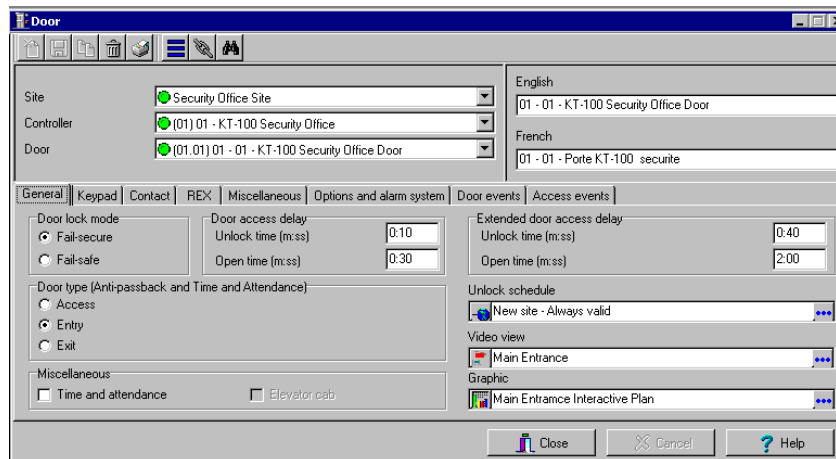 Door
Site
Security Office Site
Controller
(01) 01 - KT-100 Security Office
Door
(01.01) 01 - 01 - KT-100 Security Office Door
English
01 - 01 - KT-100 Security Office Door
French
01 - 01 - Porte KT-100 securite
General Keypad Contact REX Miscellaneous Options and alarm system Door events Access events
Door lock mode
Fail-secure
Fail-safe
Door access delay
Unlock time (m:ss) 0:10
Open time (m:ss) 0:30
Extended door access delay
Unlock time (m:ss) 0:40
Open time (m:ss) 2:00
Door type (Anti-passback and Time and Attendance)
Access
Entry
Exit
Unlock schedule
New site - Always valid
Video view
Main Entrance
Graphic
Main Entramce Interactive Plan
Miscellaneous
Time and attendance Elevator cab
Close Cancel Help